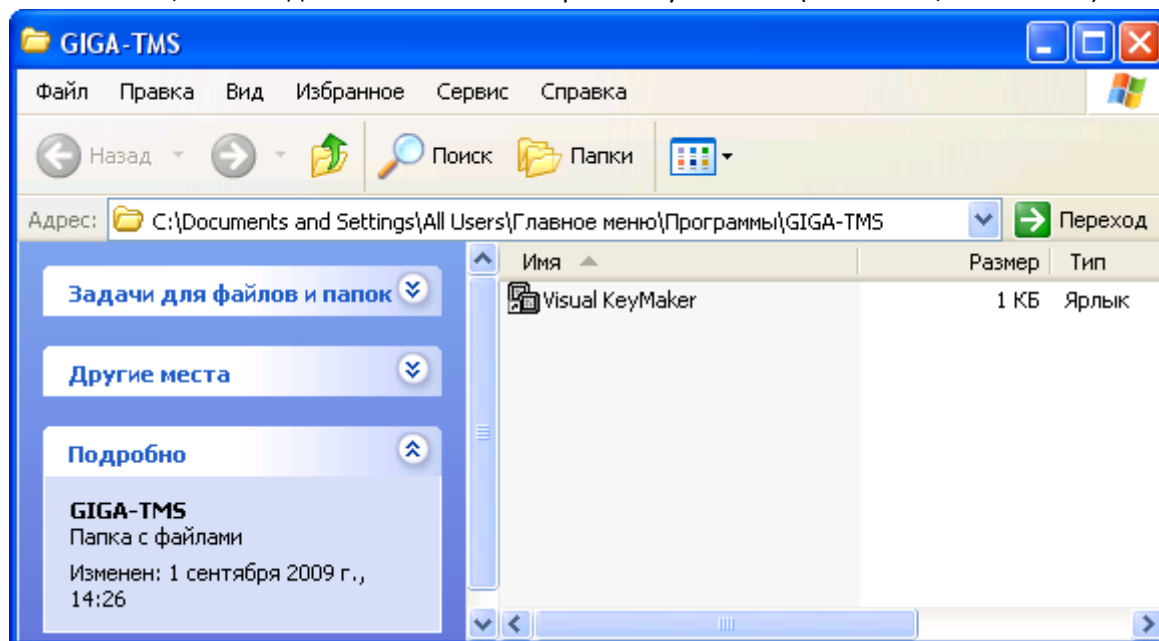 GIGA-TMS
Файл Правка Вид Избранное Сервис Справка
Назад Поиск Папки
Адрес: C:\Documents and Settings\All Users\Главное меню\Программы\GIGA-TMS Переход
Имя Размер Тип
Задачи для файлов и папок
Visual KeyMaker 1 КБ Ярлык
Другие места
Подробно
GIGA-TMS
Папка с файлами
Изменен: 1 сентября 2009 г.,
14:26